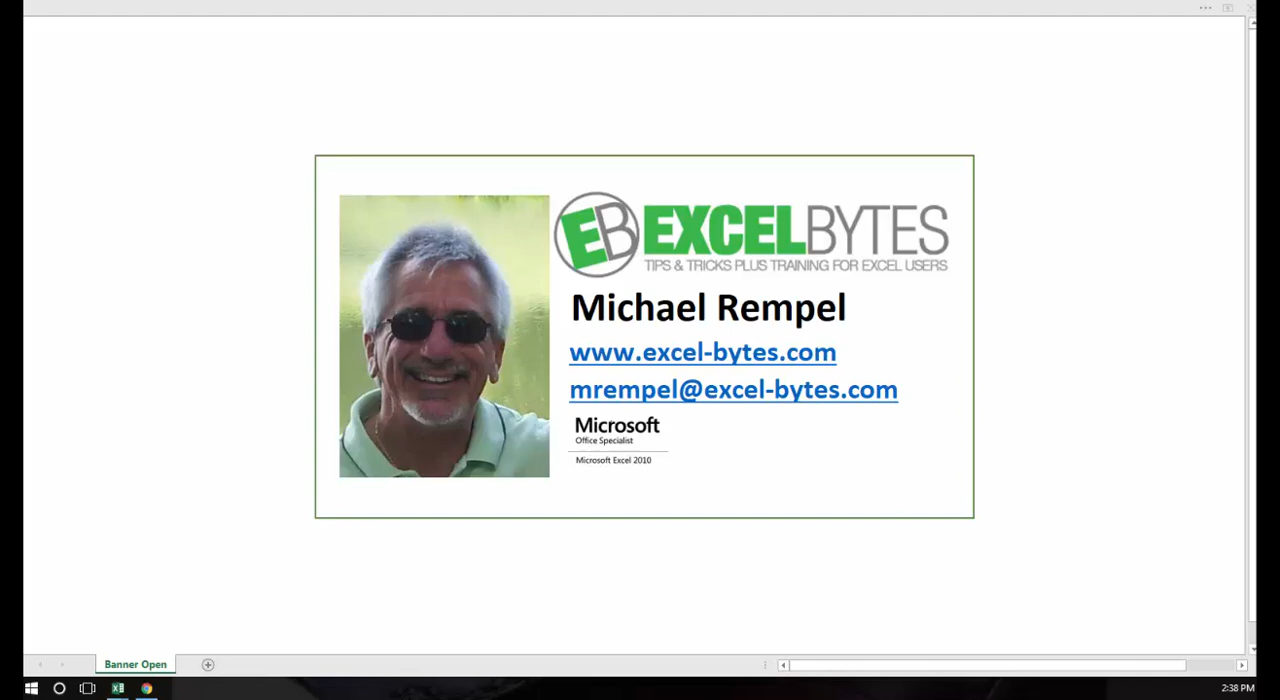 EB EXCELBYTES
TIPS & TRICKS PLUS TRAINING FOR EXCEL USERS
Michael Rempel
www.excel-bytes.com
mrempel@excel-bytes.com
Microsoft
Office Specialist
Microsoft Excel 2010
Banner Open
2:38 PM